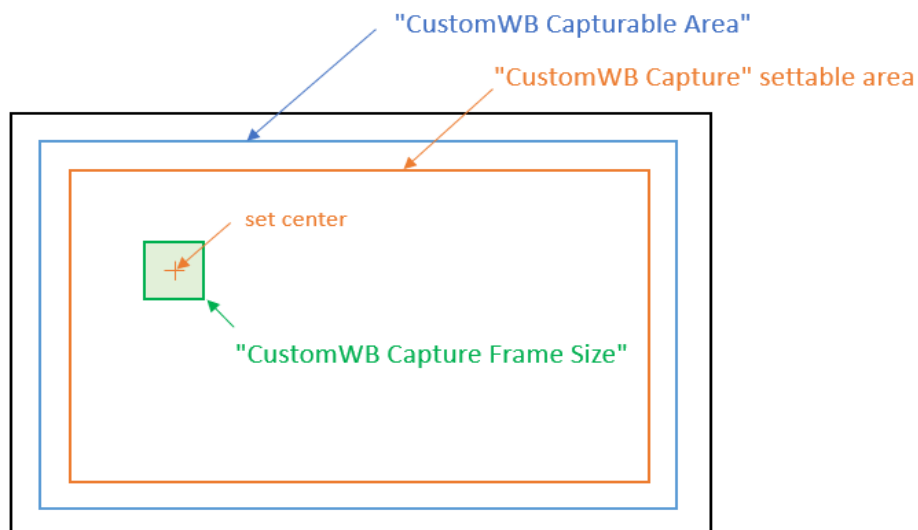 "CustomWB Capturable Area"
"CustomWB Capture" settable area
set center
"CustomWB Capture Frame Size"